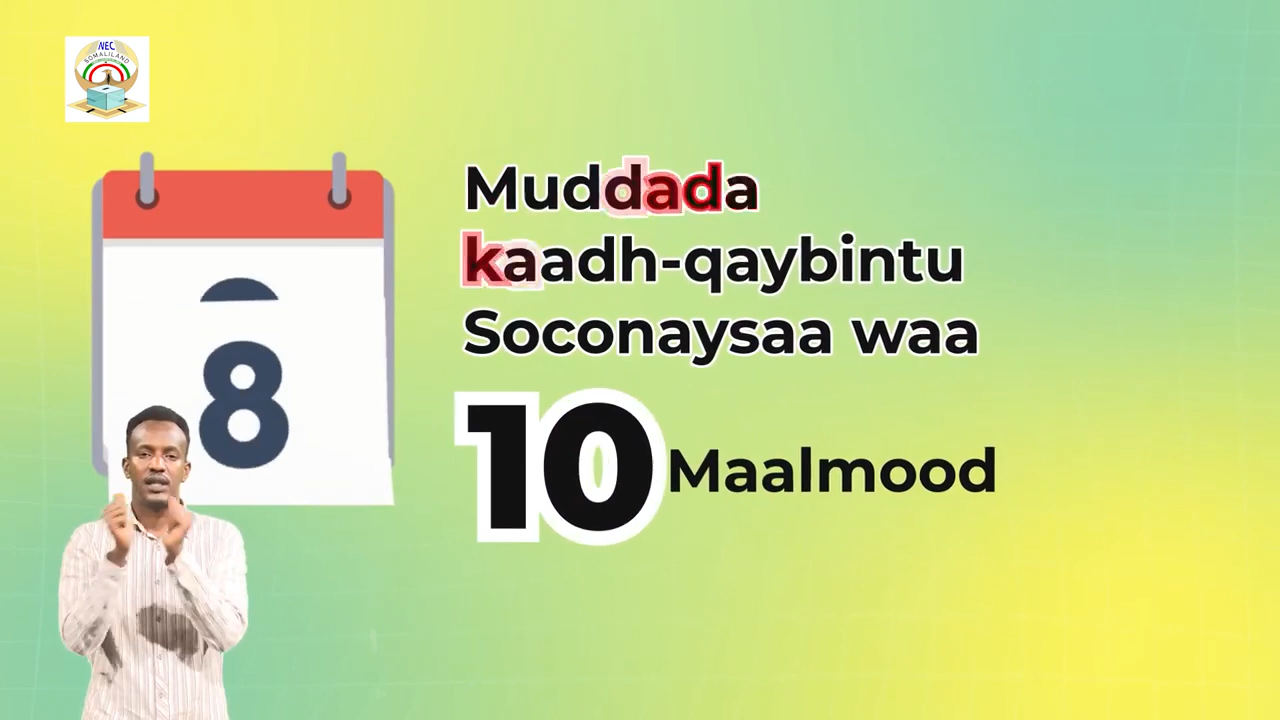 NEC
SOMALILAND
Muddada
kaadh-qaybintu
Soconaysaa waa
10 Maalmood
8